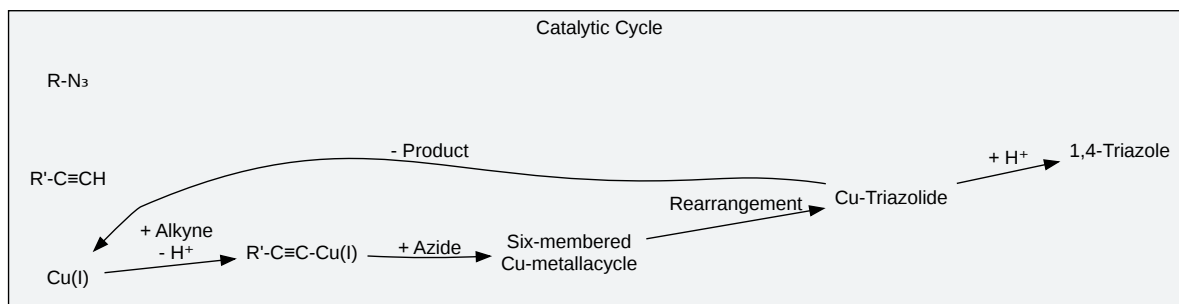 Catalytic Cycle
R-N₃
R'-C≡CH
- Product
+ H⁺
1,4-Triazole
Rearrangement
Cu-Triazolide
+ Alkyne
- H⁺
Cu(I)
R'-C≡C-Cu(I)
+ Azide
Six-membered
Cu-metallacycle